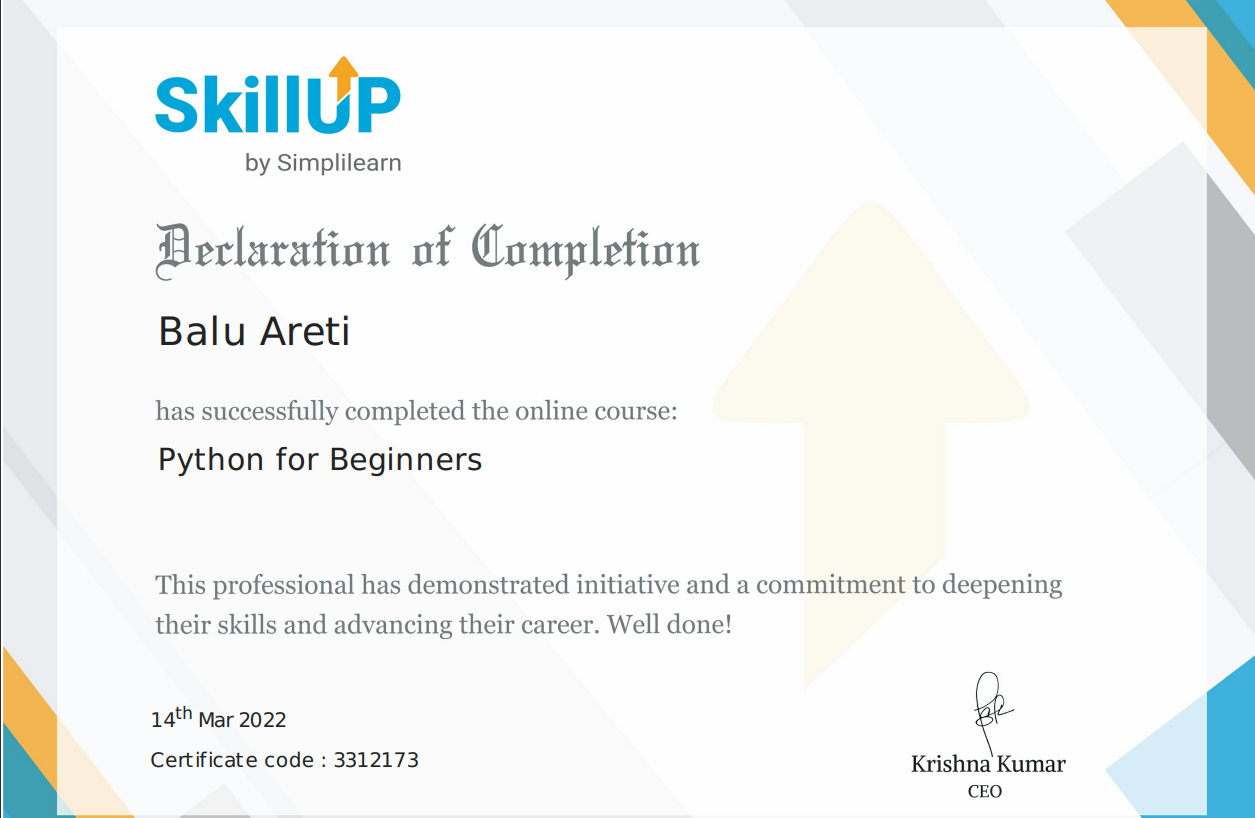 SkillUP
by Simplilearn
Declaration of Completion
Balu Areti
has successfully completed the online course:
Python for Beginners
This professional has demonstrated initiative and a commitment to deepening
their skills and advancing their career. Well done!
14th Mar 2022
Certificate code : 3312173
Krishna Kumar
CEO